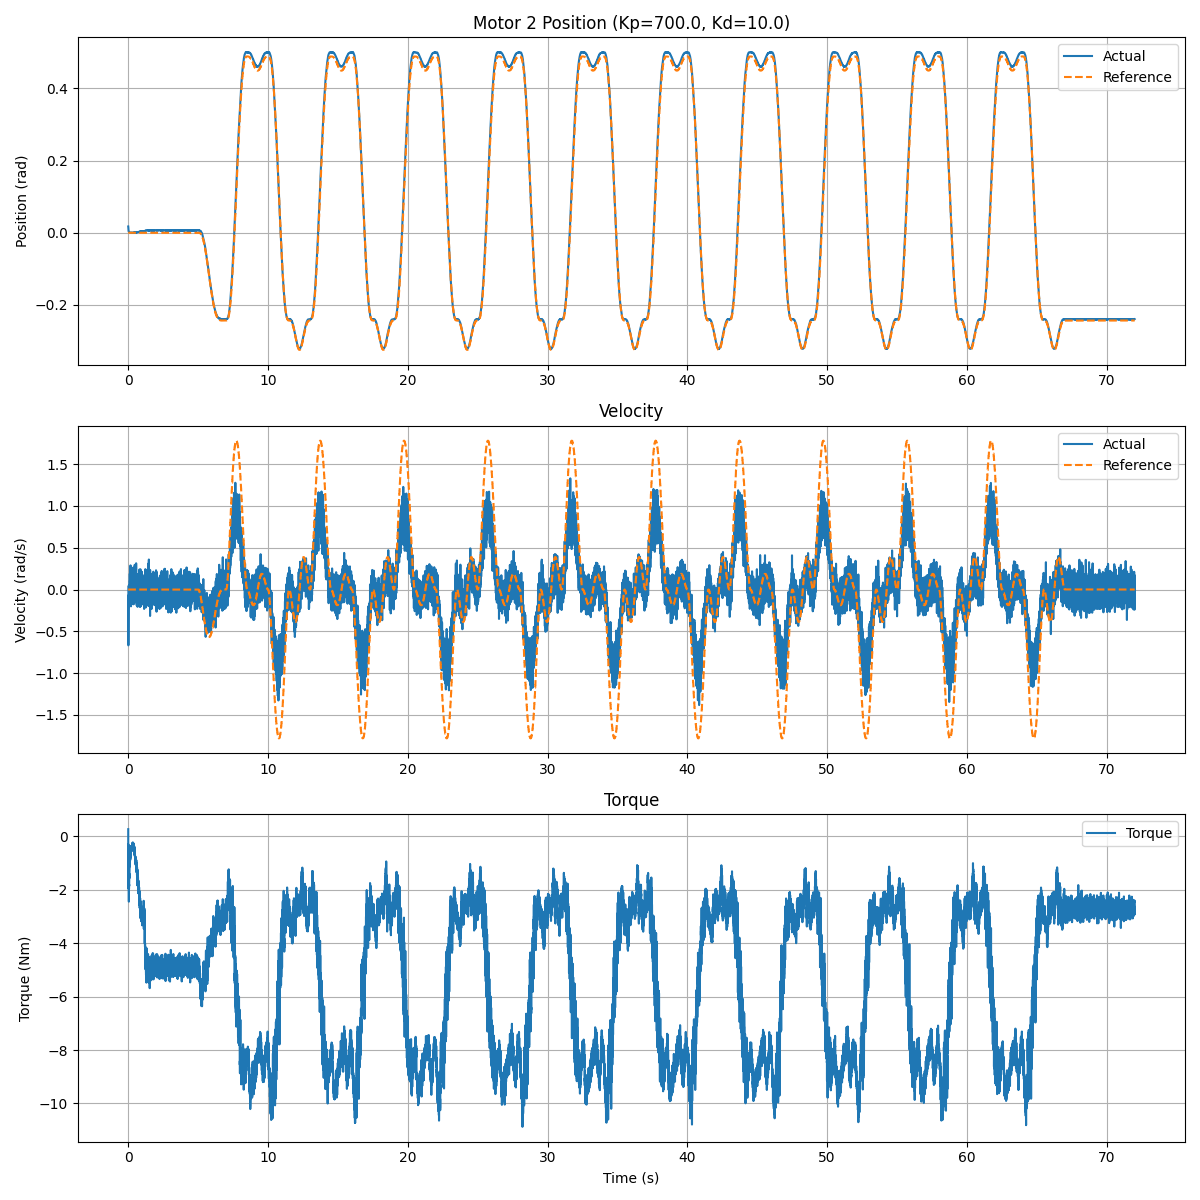 Motor 2 Position (Kp=700.0, Kd=10.0)
Actual
Reference
Position (rad)
0.4
0.2
0.0
−0.2
0 10 20 30 40 50 60 70
Velocity
Actual
Reference
Velocity (rad/s)
1.5
1.0
0.5
0.0
−0.5
−1.0
−1.5
0 10 20 30 40 50 60 70
Torque
Torque
Torque (Nm)
0
−2
−4
−6
−8
−10
0 10 20 30 40 50 60 70
Time (s)